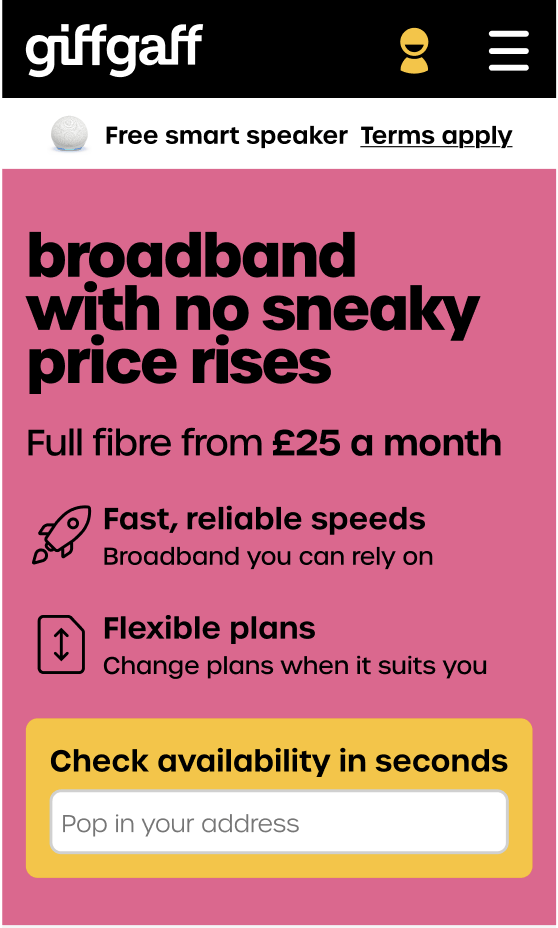 giffgaff
Free smart speaker Terms apply
broadband
with no sneaky
price rises
Full fibre from £25 a month
Fast, reliable speeds
Broadband you can rely on
Flexible plans
Change plans when it suits you
Check availability in seconds
Pop in your address